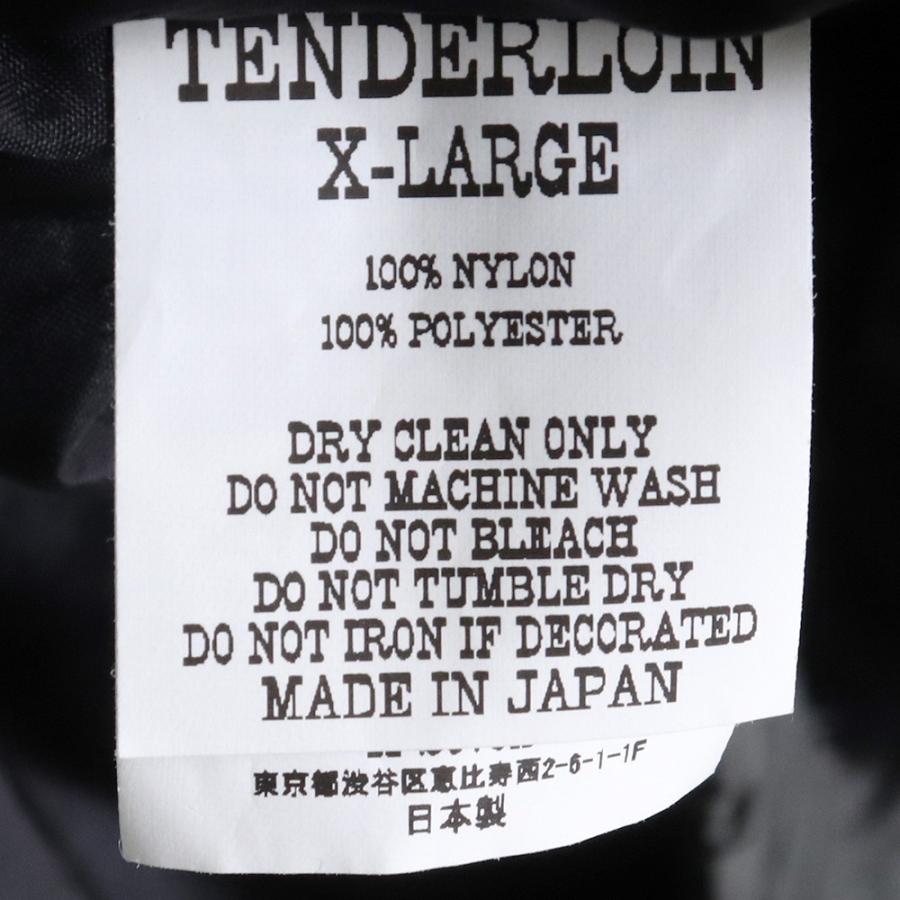 TENDERLOIN
X-LARGE
100% NYLON
100% POLYESTER
DRY CLEAN ONLY
DO NOT MACHINE WASH
DO NOT BLEACH
DO NOT TUMBLE DRY
DO NOT IRON IF DECORATED
MADE IN JAPAN
東京都渋谷区恵比寿西2-6-1-1F
日本製